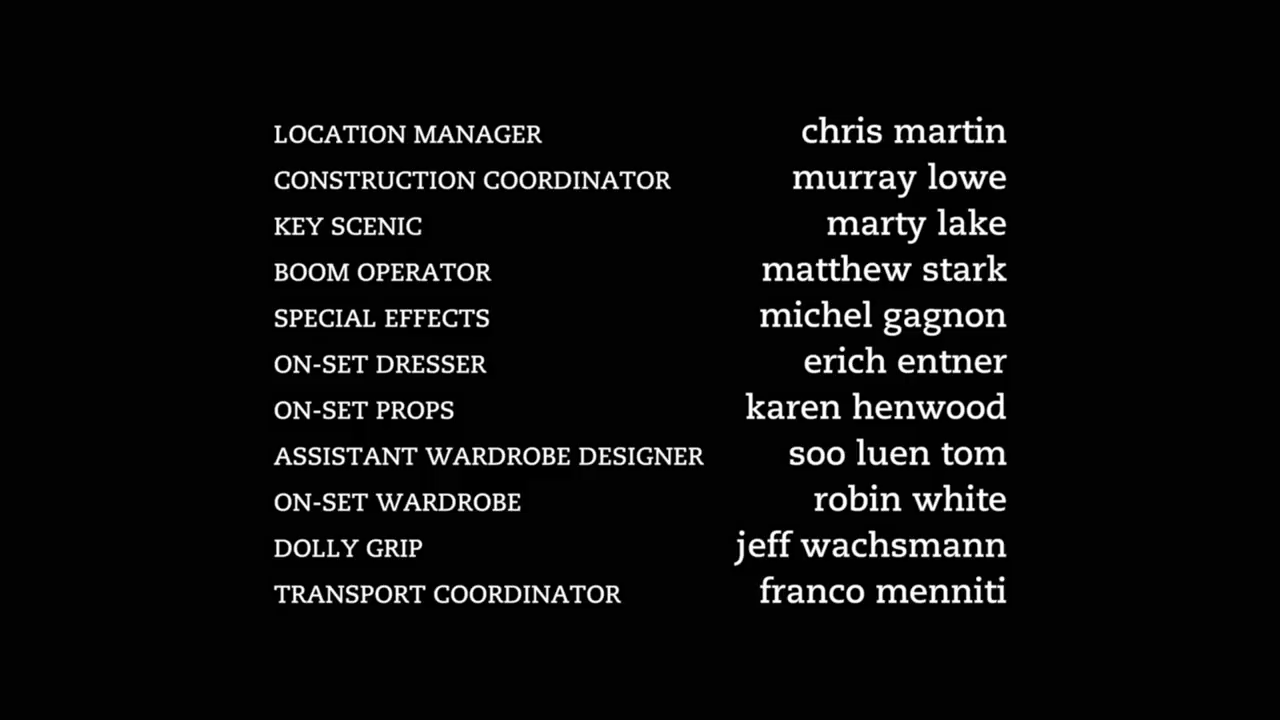 LOCATION MANAGER chris martin
CONSTRUCTION COORDINATOR murray lowe
KEY SCENIC marty lake
BOOM OPERATOR matthew stark
SPECIAL EFFECTS michel gagnon
ON-SET DRESSER erich entner
ON-SET PROPS karen henwood
ASSISTANT WARDROBE DESIGNER soo luen tom
ON-SET WARDROBE robin white
DOLLY GRIP jeff wachsmann
TRANSPORT COORDINATOR franco menniti